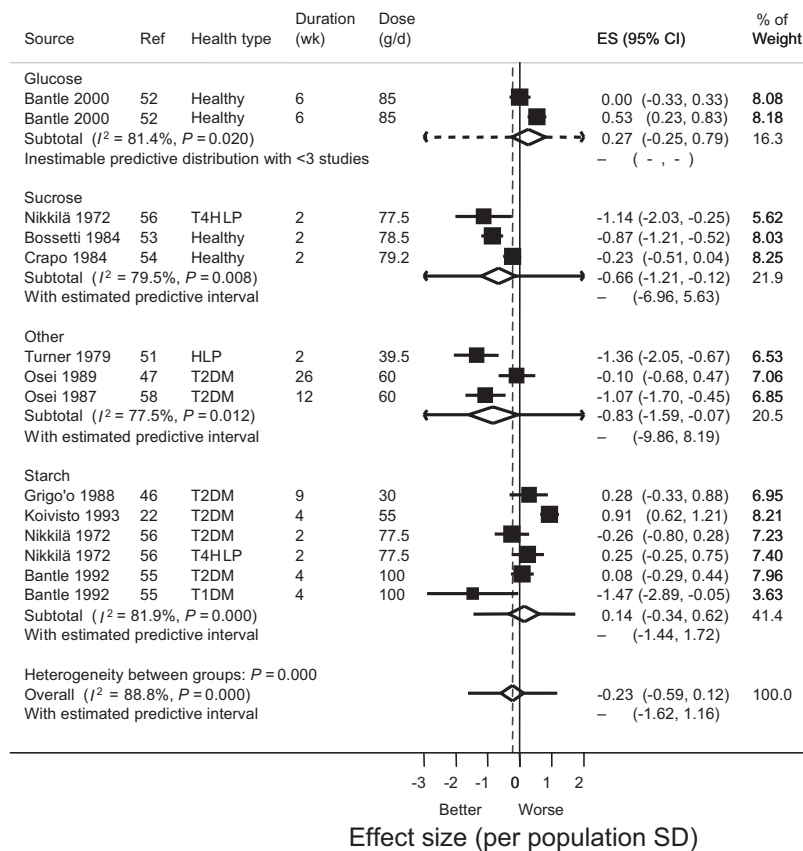 Source Ref Health type Duration (wk) Dose (g/d) ES (95% CI) % of Weight
Glucose
Bantle 2000 52 Healthy 6 85 0.00 (-0.33, 0.33) 8.08
Bantle 2000 52 Healthy 6 85 0.53 (0.23, 0.83) 8.18
Subtotal (I² = 81.4%, P = 0.020) 0.27 (-0.25, 0.79) 16.3
Inestimable predictive distribution with <3 studies – ( - , - )
Sucrose
Nikkilä 1972 56 T4HLP 2 77.5 -1.14 (-2.03, -0.25) 5.62
Bossetti 1984 53 Healthy 2 78.5 -0.87 (-1.21, -0.52) 8.03
Crapo 1984 54 Healthy 2 79.2 -0.23 (-0.51, 0.04) 8.25
Subtotal (I² = 79.5%, P = 0.008) -0.66 (-1.21, -0.12) 21.9
With estimated predictive interval – (-6.96, 5.63)
Other
Turner 1979 51 HLP 2 39.5 -1.36 (-2.05, -0.67) 6.53
Osei 1989 47 T2DM 26 60 -0.10 (-0.68, 0.47) 7.06
Osei 1987 58 T2DM 12 60 -1.07 (-1.70, -0.45) 6.85
Subtotal (I² = 77.5%, P = 0.012) -0.83 (-1.59, -0.07) 20.5
With estimated predictive interval – (-9.86, 8.19)
Starch
Grigo'o 1988 46 T2DM 9 30 0.28 (-0.33, 0.88) 6.95
Koivisto 1993 22 T2DM 4 55 0.91 (0.62, 1.21) 8.21
Nikkilä 1972 56 T2DM 2 77.5 -0.26 (-0.80, 0.28) 7.23
Nikkilä 1972 56 T4HLP 2 77.5 0.25 (-0.25, 0.75) 7.40
Bantle 1992 55 T2DM 4 100 0.08 (-0.29, 0.44) 7.96
Bantle 1992 55 T1DM 4 100 -1.47 (-2.89, -0.05) 3.63
Subtotal (I² = 81.9%, P = 0.000) 0.14 (-0.34, 0.62) 41.4
With estimated predictive interval – (-1.44, 1.72)
Heterogeneity between groups: P = 0.000
Overall (I² = 88.8%, P = 0.000) -0.23 (-0.59, 0.12) 100.0
With estimated predictive interval – (-1.62, 1.16)
-3 -2 -1 0 1 2
Better Worse
Effect size (per population SD)